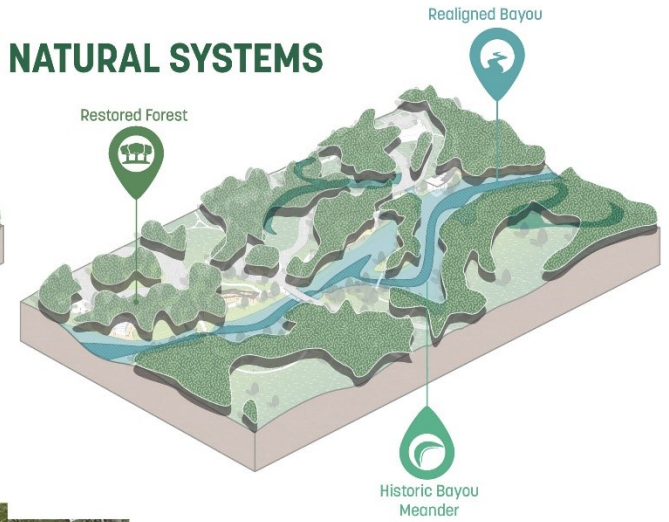 NATURAL SYSTEMS
Realigned Bayou
Restored Forest
Historic Bayou
Meander